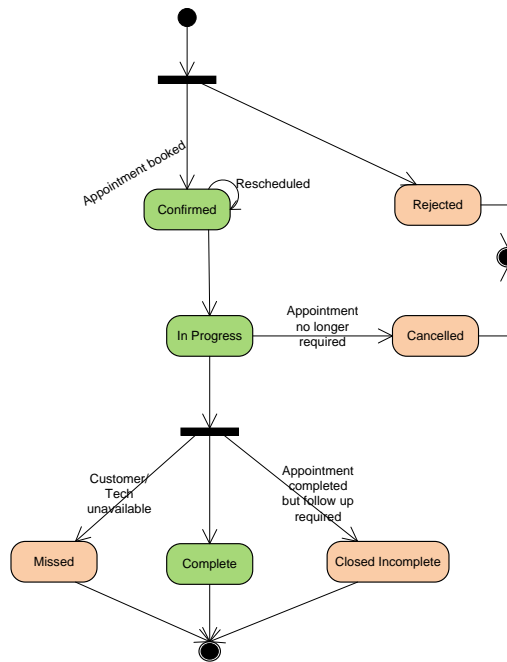 Appointment booked
Rescheduled
Confirmed
Rejected
Appointment
no longer
required
In Progress
Cancelled
Customer/
Tech
unavailable
Appointment
completed
but follow up
required
Missed
Complete
Closed Incomplete